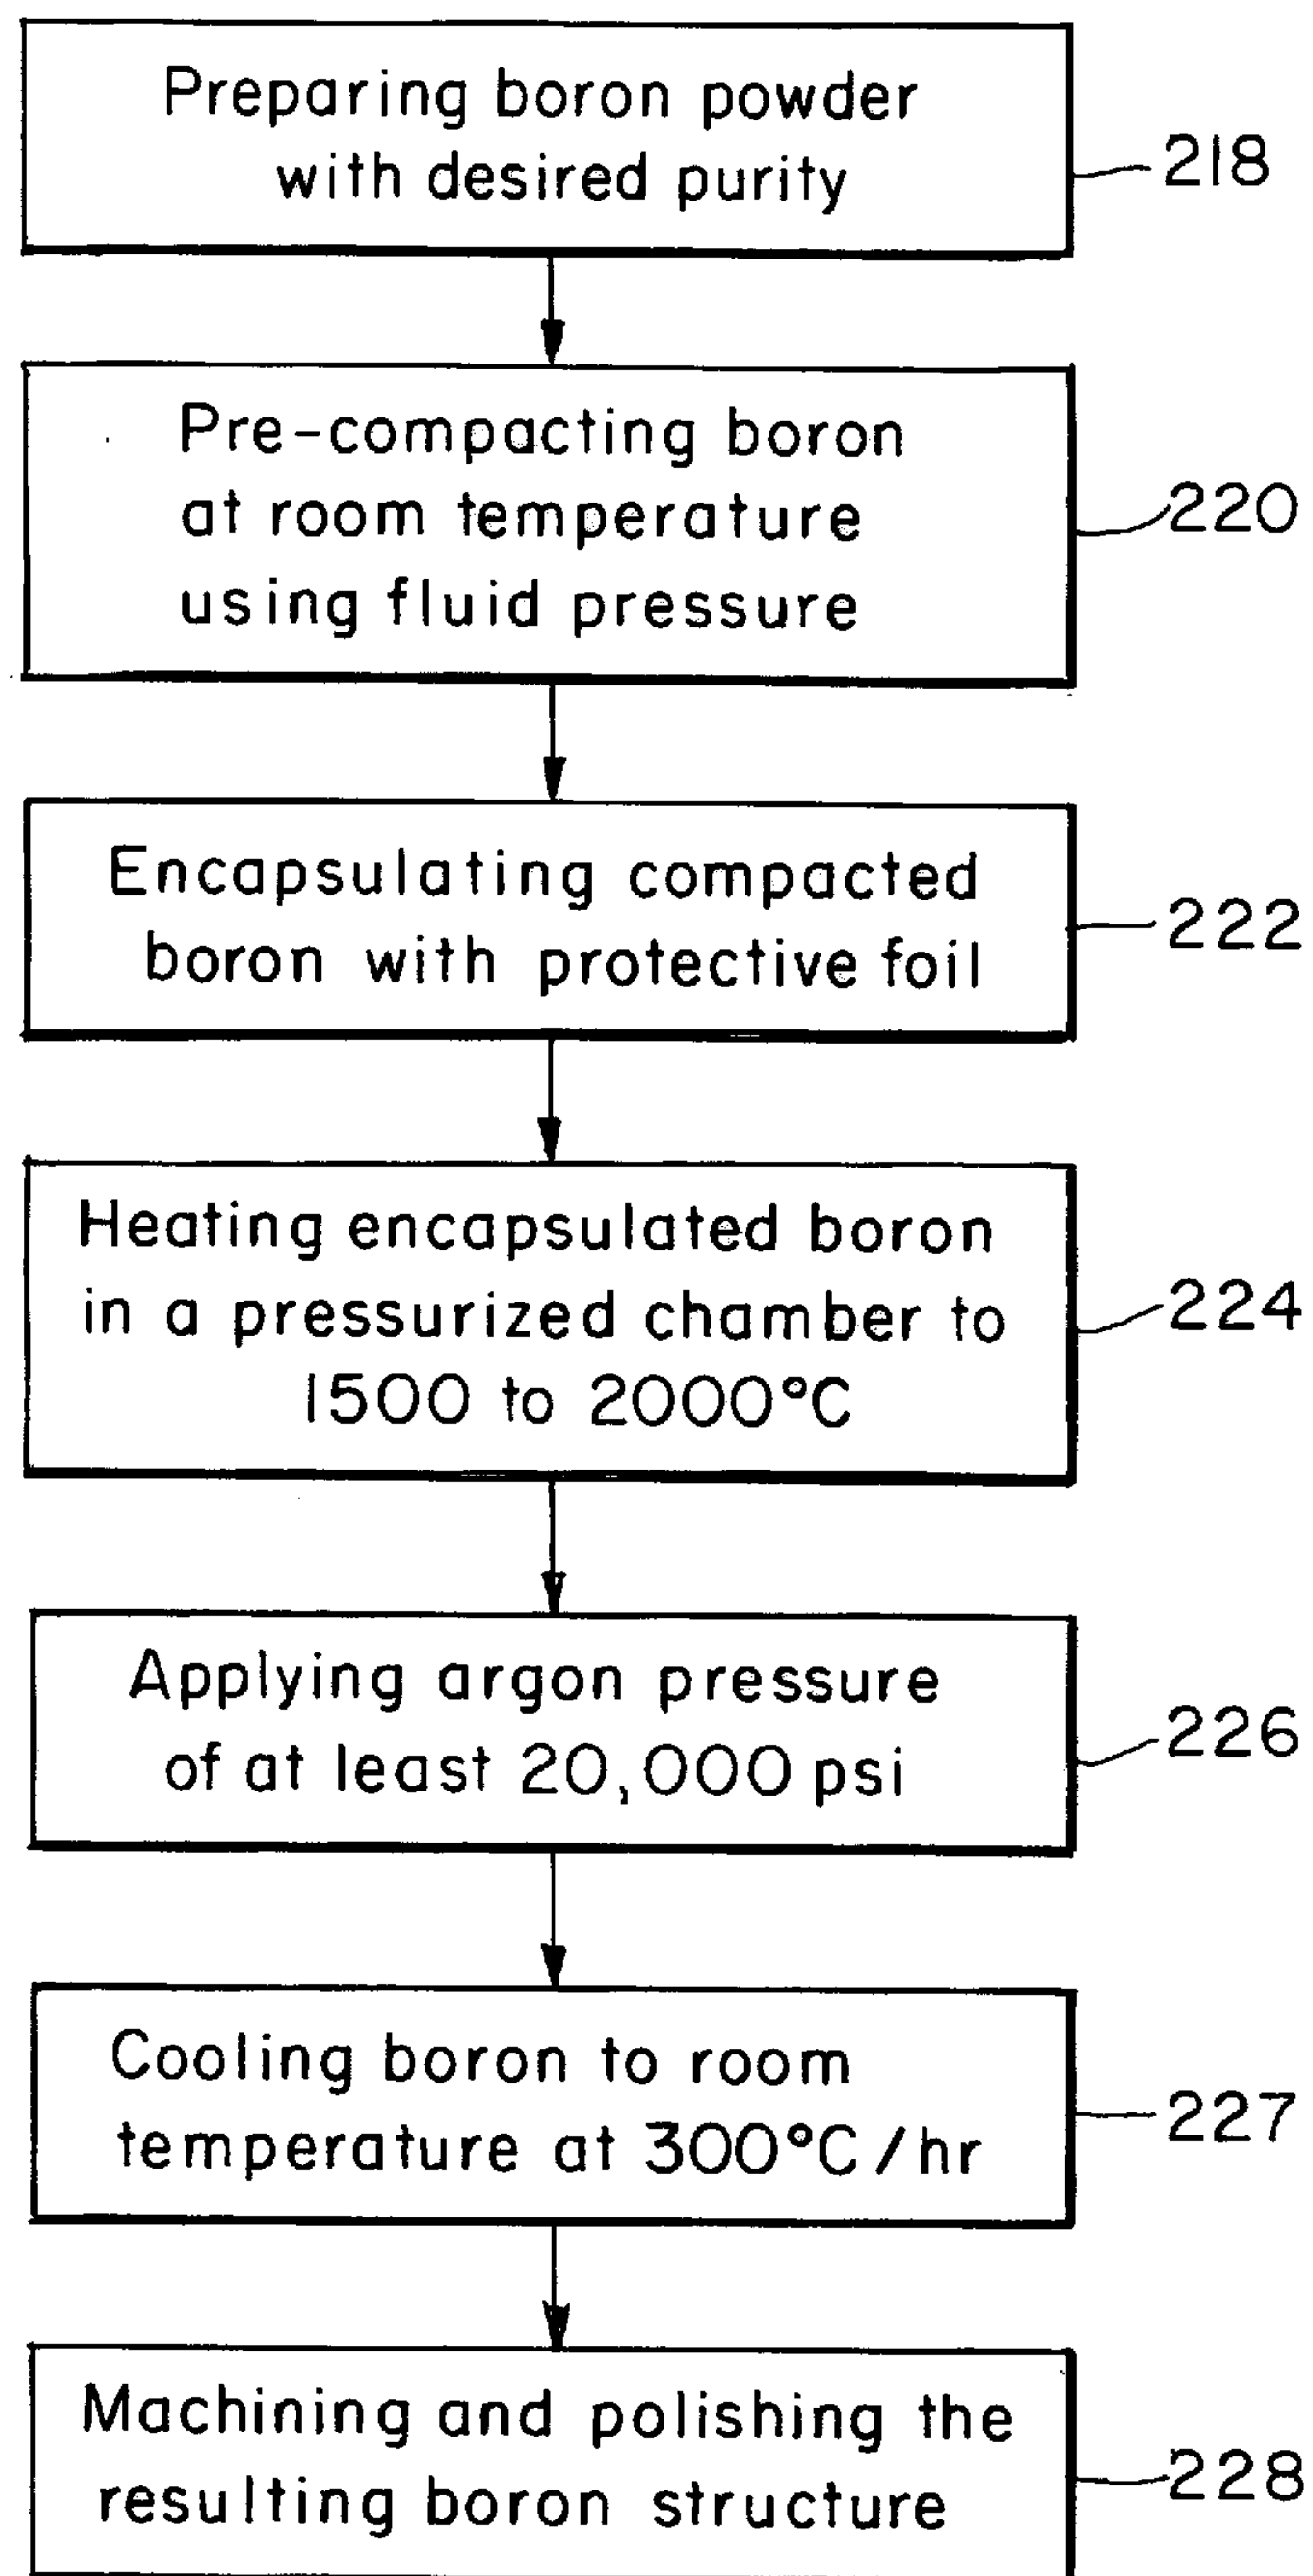 Preparing boron powder
with desired purity
218
Pre-compacting boron
at room temperature
using fluid pressure
220
Encapsulating compacted
boron with protective foil
222
Heating encapsulated boron
in a pressurized chamber to
1500 to 2000°C
224
Applying argon pressure
of at least 20,000 psi
226
Cooling boron to room
temperature at 300°C/hr
227
Machining and polishing the
resulting boron structure
228